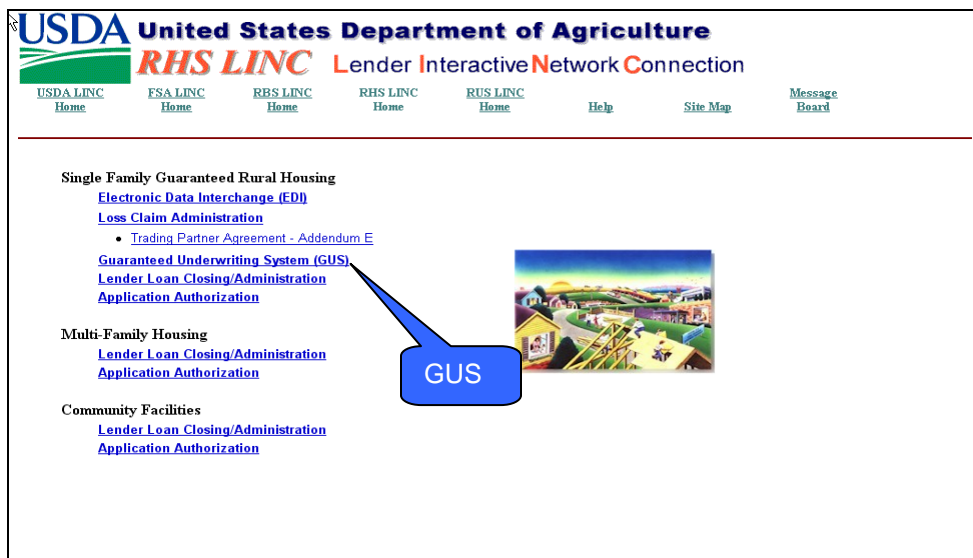 USDA United States Department of Agriculture
RHS LINC Lender Interactive Network Connection
USDA LINC Home
FSA LINC Home
RBS LINC Home
RHS LINC Home
RUS LINC Home
Help
Site Map
Message Board
Single Family Guaranteed Rural Housing
Electronic Data Interchange (EDI)
Loss Claim Administration
• Trading Partner Agreement - Addendum E
Guaranteed Underwriting System (GUS)
Lender Loan Closing/Administration
Application Authorization
Multi-Family Housing
Lender Loan Closing/Administration
Application Authorization
GUS
Community Facilities
Lender Loan Closing/Administration
Application Authorization